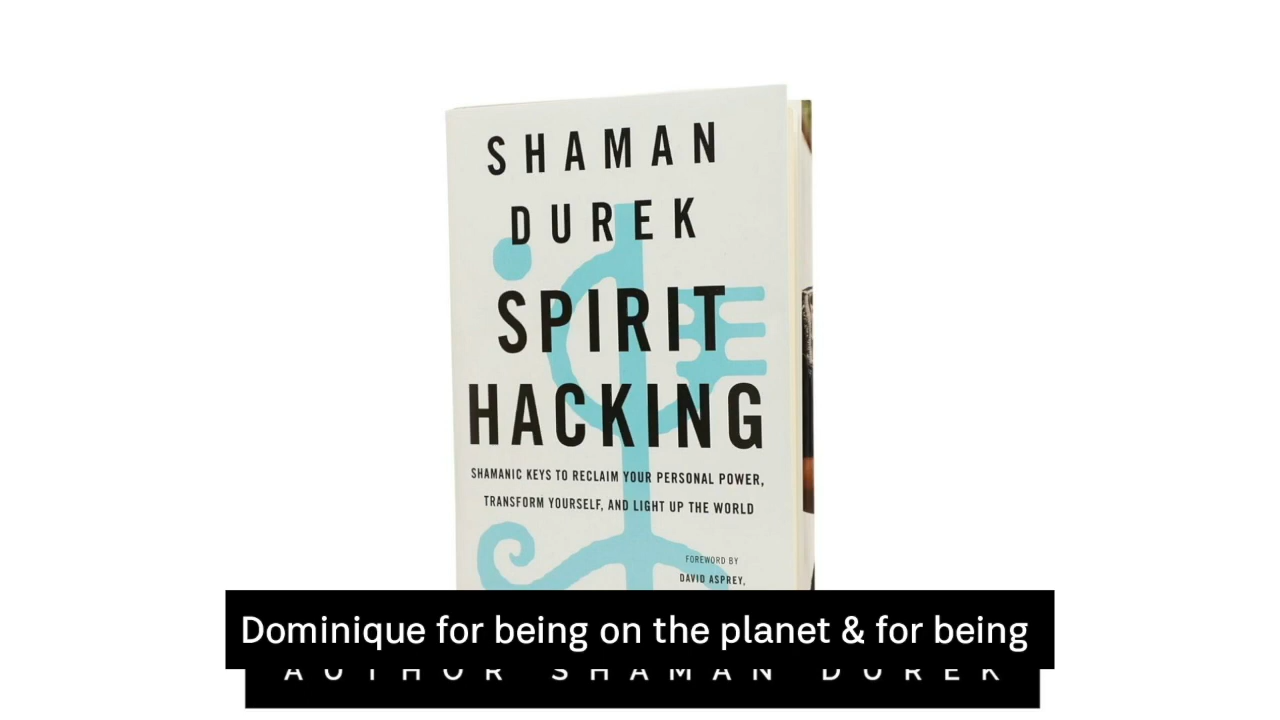 SHAMAN
DUREK
SPIRIT
HACKING
SHAMANIC KEYS TO RECLAIM YOUR PERSONAL POWER,
TRANSFORM YOURSELF, AND LIGHT UP THE WORLD
FOREWORD BY
DAVID ASPREY,
Dominique for being on the planet & for being
AUTHOR SHAMAN DUREK